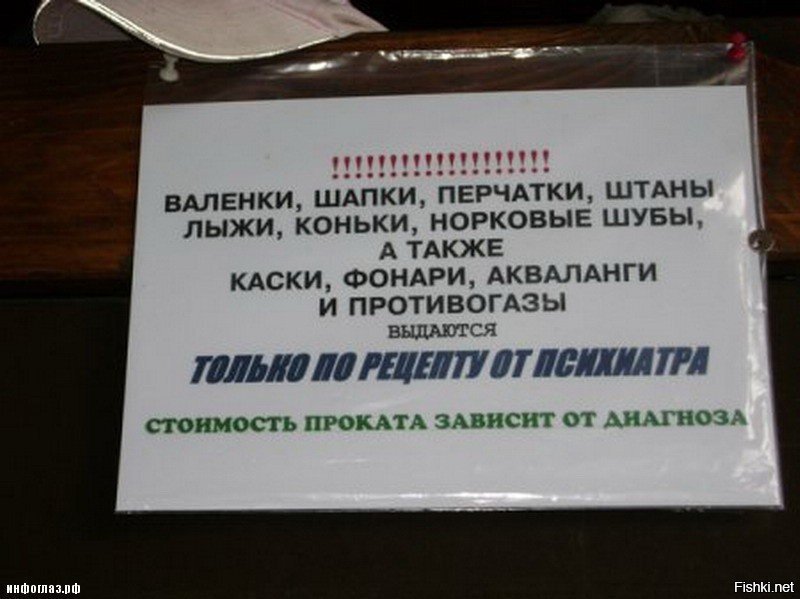 !!!!!!!!!!!!!!!!!!!
ВАЛЕНКИ, ШАПКИ, ПЕРЧАТКИ, ШТАНЫ
ЛЫЖИ, КОНЬКИ, НОРКОВЫЕ ШУБЫ,
А ТАКЖЕ
КАСКИ, ФОНАРИ, АКВАЛАНГИ
И ПРОТИВОГАЗЫ
ВЫДАЮТСЯ
ТОЛЬКО ПО РЕЦЕПТУ ОТ ПСИХИАТРА
СТОИМОСТЬ ПРОКАТА ЗАВИСИТ ОТ ДИАГНОЗА
инфоглаз.рф
Fishki.net